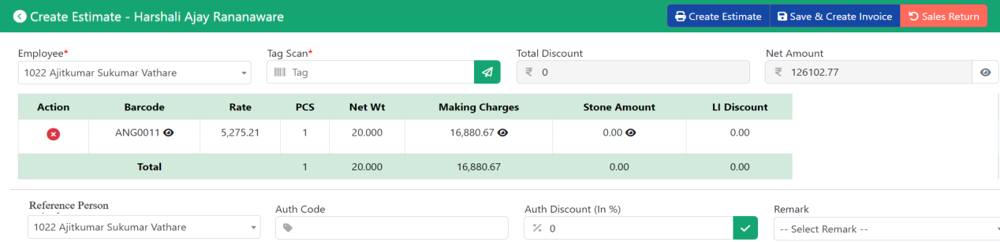 Create Estimate - Harshali Ajay Rananaware
Create Estimate Save & Create Invoice Sales Return
Employee* Tag Scan* Total Discount Net Amount
1022 Ajitkumar Sukumar Vathare Tag ₹ 0 ₹ 126102.77
Action Barcode Rate PCS Net Wt Making Charges Stone Amount LI Discount
ANG0011 5,275.21 1 20.000 16,880.67 0.00 0.00
Total 1 20.000 16,880.67 0.00 0.00
Reference Person Auth Code Auth Discount (In %) Remark
1022 Ajitkumar Sukumar Vathare % 0 -- Select Remark --